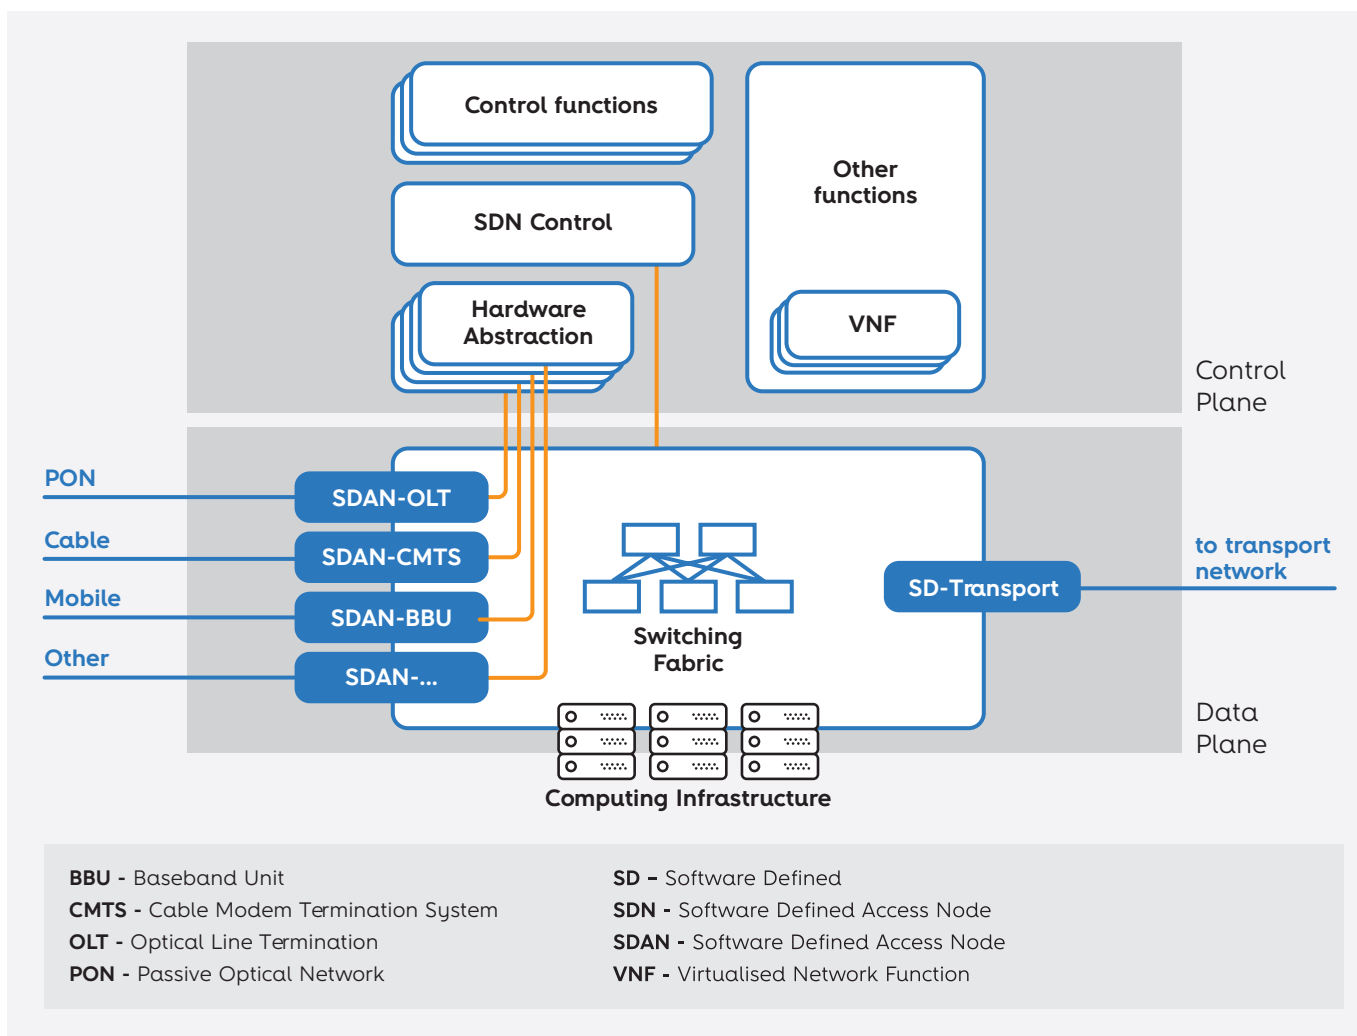 Control functions
Other
functions
SDN Control
Hardware
Abstraction
VNF
Control
Plane
PON
SDAN-OLT
Cable
SDAN-CMTS
to transport
network
SD-Transport
Mobile
SDAN-BBU
Switching
Fabric
Other
SDAN-...
Data
Plane
Computing Infrastructure
BBU - Baseband Unit
CMTS - Cable Modem Termination System
OLT - Optical Line Termination
PON - Passive Optical Network
SD – Software Defined
SDN - Software Defined Access Node
SDAN - Software Defined Access Node
VNF - Virtualised Network Function